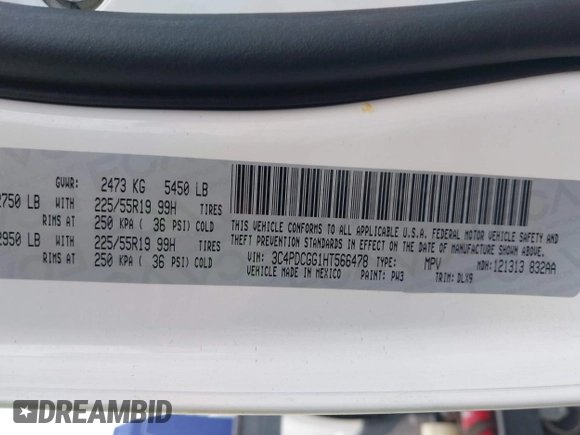 GVWR: 2473 KG 5450 LB
2750 LB WITH 225/55R19 99H TIRES
RIMS AT 250 KPA ( 36 PSI) COLD
2950 LB WITH 225/55R19 99H TIRES
RIMS AT 250 KPA ( 36 PSI) COLD
THIS VEHICLE CONFORMS TO ALL APPLICABLE U.S.A. FEDERAL MOTOR VEHICLE SAFETY AND
THEFT PREVENTION STANDARDS IN EFFECT ON THE DATE OF MANUFACTURE SHOWN ABOVE.
VIN: 3C4PDCGG1HT566478 TYPE: MPV MDH:121313 832AA
VEHICLE MADE IN MEXICO PAINT: PW3 TRIM: DLX9
DREAMBID